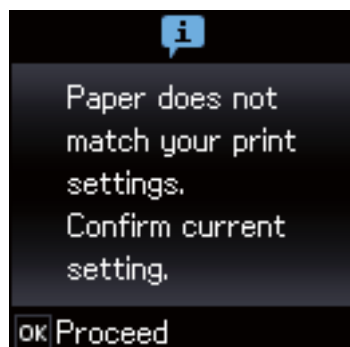 i
Paper does not
match your print
settings.
Confirm current
setting.
OK Proceed